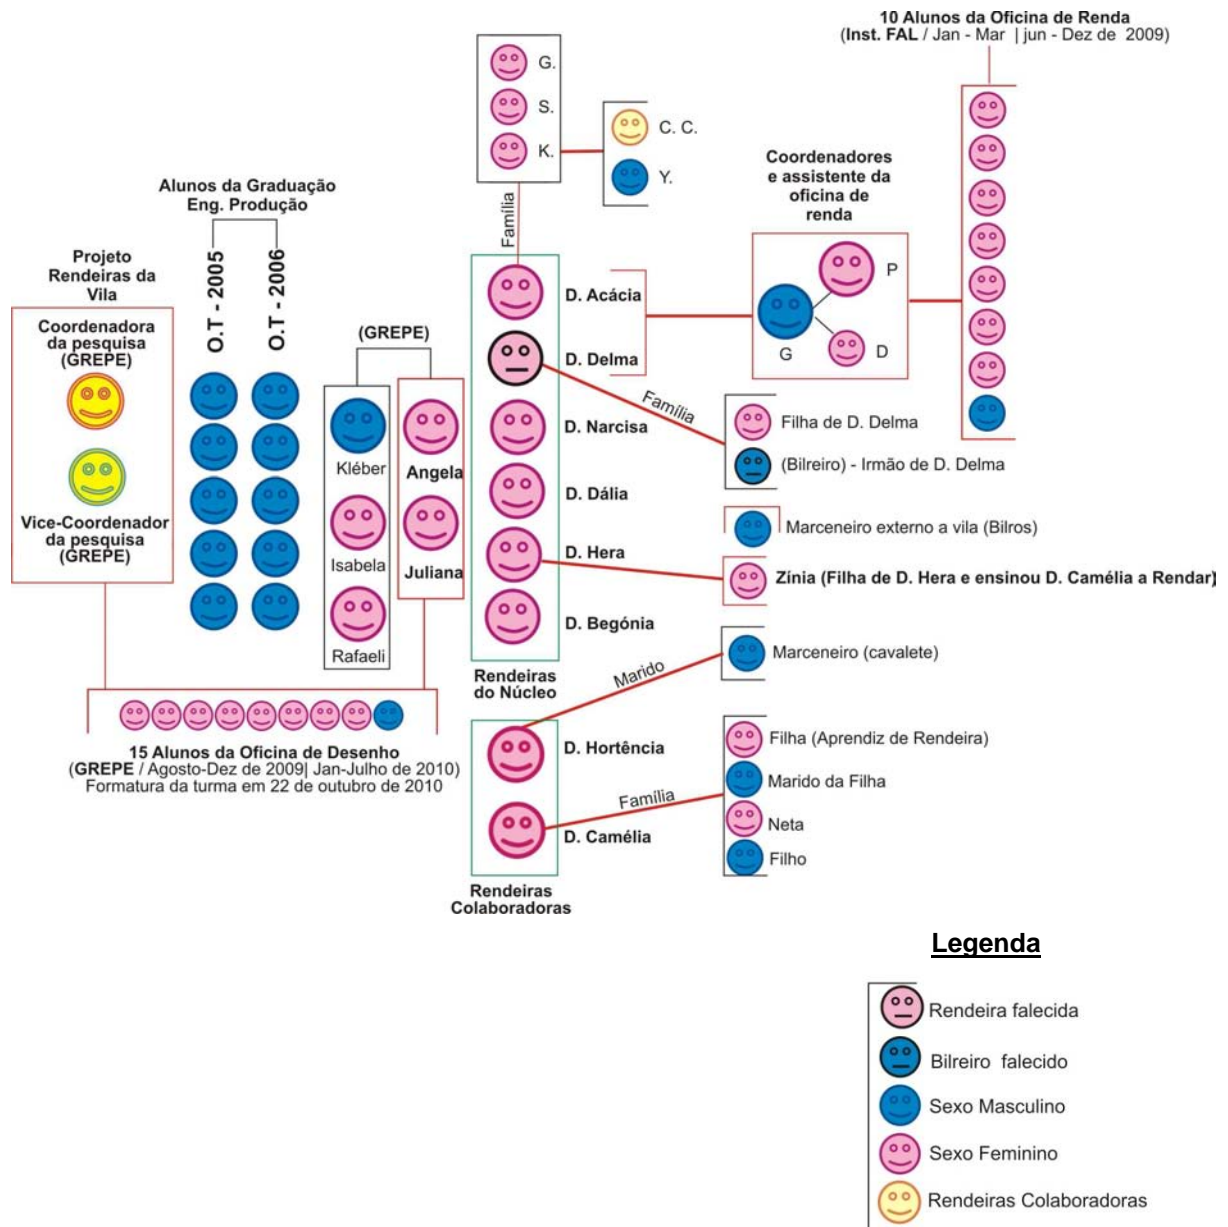 10 Alunos da Oficina de Renda
(Inst. FAL / Jan - Mar | jun - Dez de 2009)
G.
S.
K.
C. C.
Y.
Família
Coordenadores
e assistente da
oficina de
renda
P
G
D
Alunos da Graduação
Eng. Produção
O.T - 2005
O.T - 2006
Projeto
Rendeiras da
Vila
Coordenadora
da pesquisa
(GREPE)
Vice-Coordenador
da pesquisa
(GREPE)
(GREPE)
Kléber
Isabela
Rafaeli
Angela
Juliana
D. Acácia
D. Delma
D. Narcisa
D. Dália
D. Hera
D. Begónia
Rendeiras
do Núcleo
Família
Filha de D. Delma
(Bilreiro) - Irmão de D. Delma
Marceneiro externo a vila (Bilros)
Zínia (Filha de D. Hera e ensinou D. Camélia a Rendar)
Marido
Marceneiro (cavalete)
15 Alunos da Oficina de Desenho
(GREPE / Agosto-Dez de 2009| Jan-Julho de 2010)
Formatura da turma em 22 de outubro de 2010
D. Hortência
D. Camélia
Rendeiras
Colaboradoras
Família
Filha (Aprendiz de Rendeira)
Marido da Filha
Neta
Filho
Legenda
Rendeira falecida
Bilreiro falecido
Sexo Masculino
Sexo Feminino
Rendeiras Colaboradoras